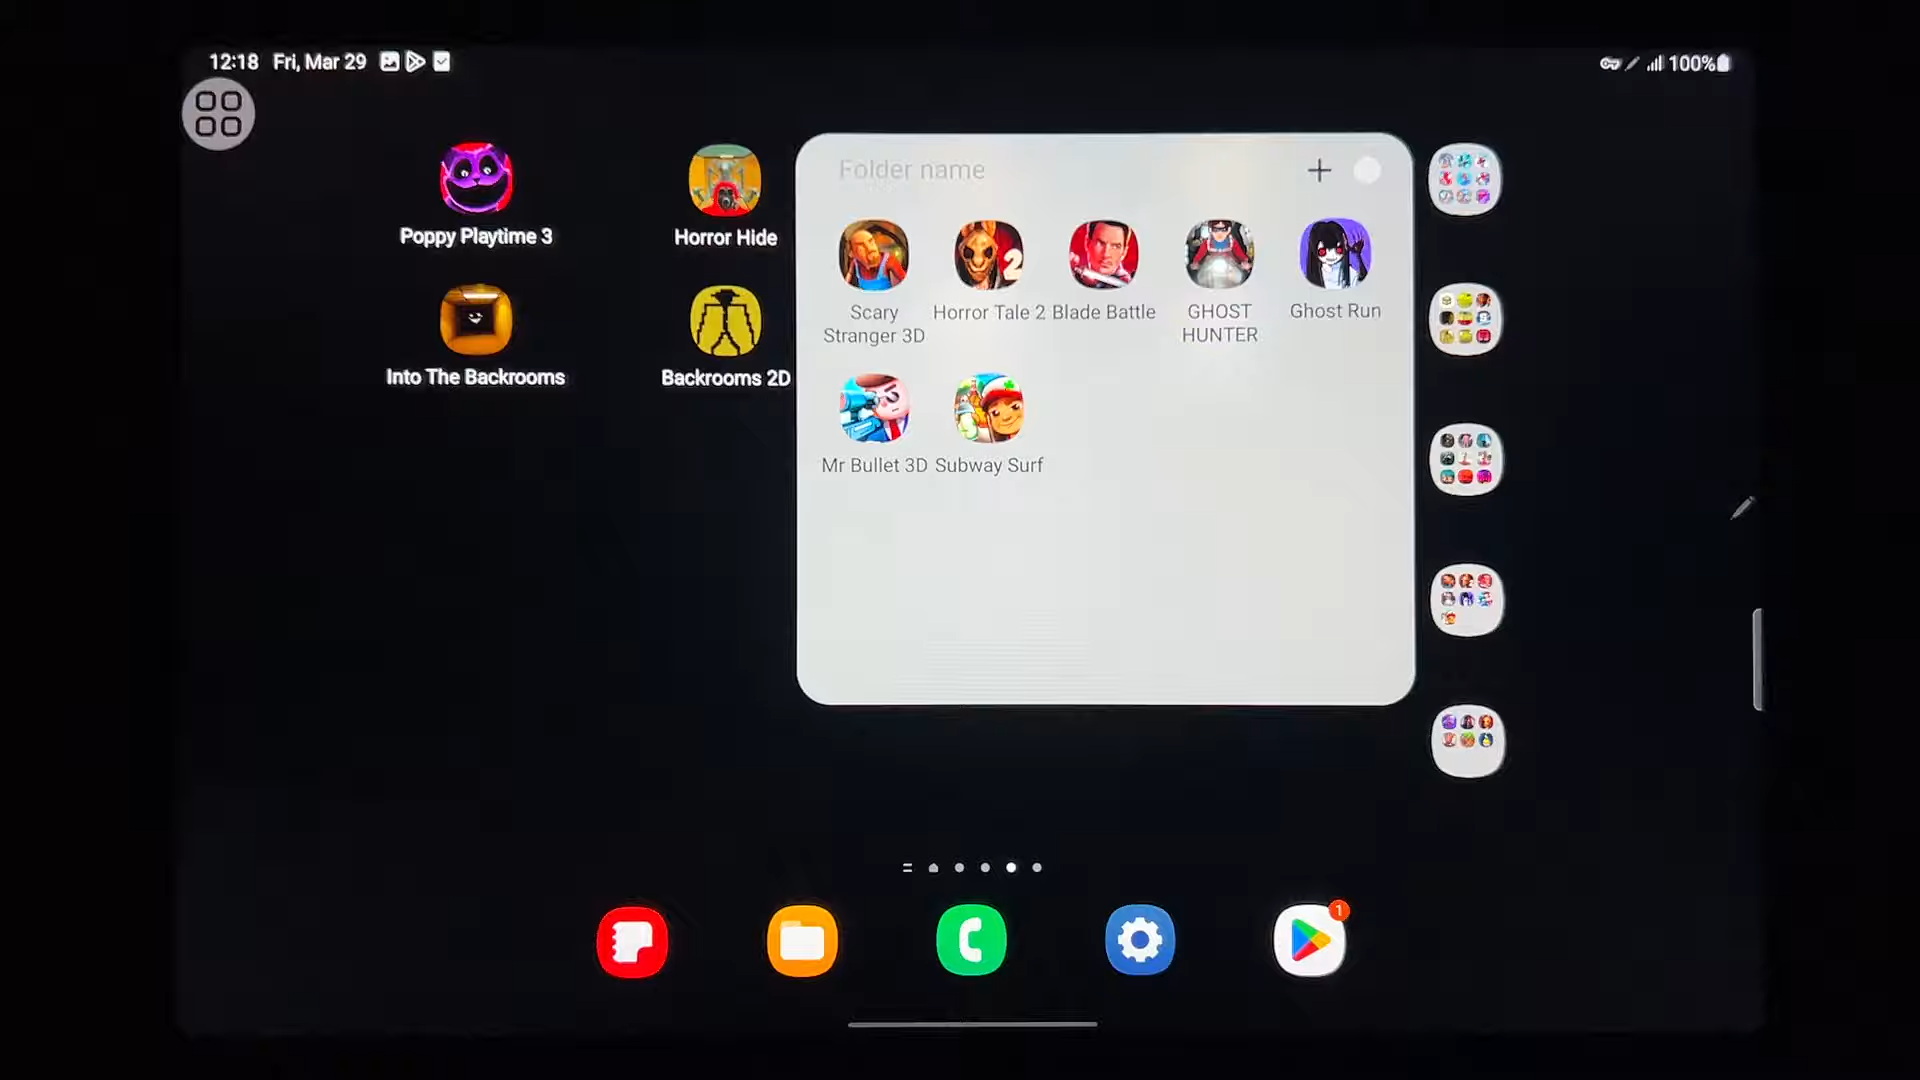 12:18 Fri, Mar 29
100%
Folder name
Poppy Playtime 3
Horror Hide
Scary
Stranger 3D
Horror Tale 2
2
Blade Battle
GHOST
HUNTER
Ghost Run
Into The Backrooms
Backrooms 2D
Mr Bullet 3D
Subway Surf
1